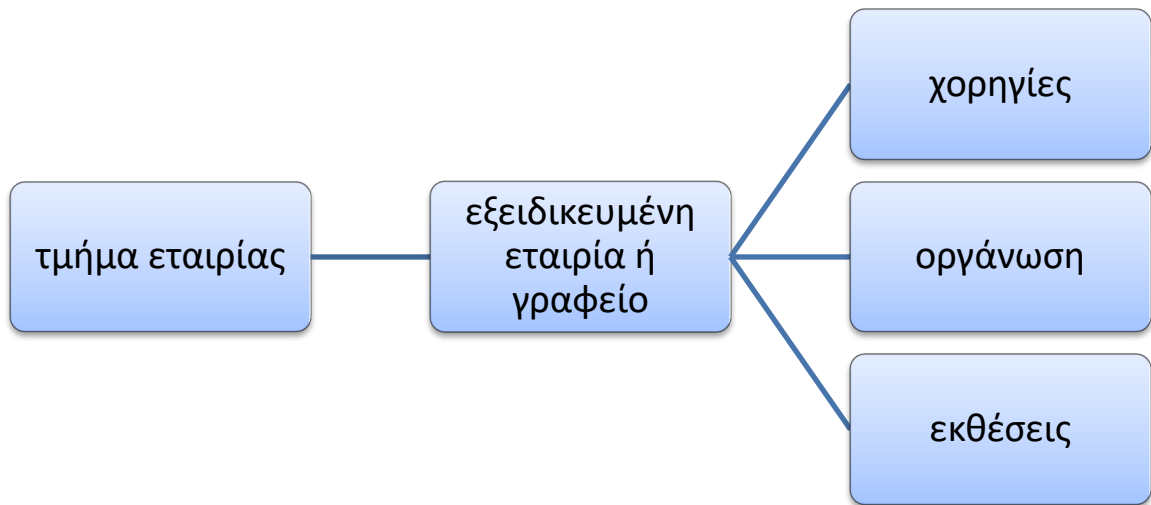 τμήμα εταιρίας
εξειδικευμένη
εταιρία ή
γραφείο
χορηγίες
οργάνωση
εκθέσεις